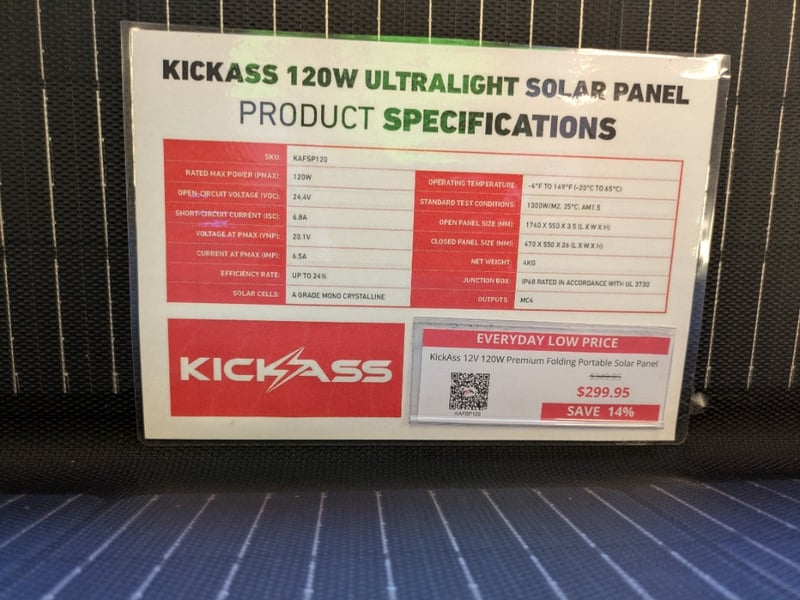 KICKASS 120W ULTRALIGHT SOLAR PANEL
PRODUCT SPECIFICATIONS
SKU: KAFSP120
RATED MAX POWER (PMAX): 120W
OPEN-CIRCUIT VOLTAGE (VOC): 24.4V
SHORT-CIRCUIT CURRENT (ISC): 6.8A
VOLTAGE AT PMAX (VMP): 20.1V
CURRENT AT PMAX (IMP): 6.5A
EFFICIENCY RATE: UP TO 24%
SOLAR CELLS: A GRADE MONO CRYSTALLINE
OPERATING TEMPERATURE: -4°F TO 149°F (-20°C TO 65°C)
STANDARD TEST CONDITIONS: 1000W/M2, 25°C, AM1.5
OPEN PANEL SIZE (MM): 1740 X 550 X 3.5 (L X W X H)
CLOSED PANEL SIZE (MM): 470 X 550 X 26 (L X W X H)
NET WEIGHT: 4KG
JUNCTION BOX: IP68 RATED IN ACCORDANCE WITH UL 3730
OUTPUTS: MC4
KICKASS
EVERYDAY LOW PRICE
KickAss 12V 120W Premium Folding Portable Solar Panel
$349.95
$299.95
KAFSP120
SAVE 14%